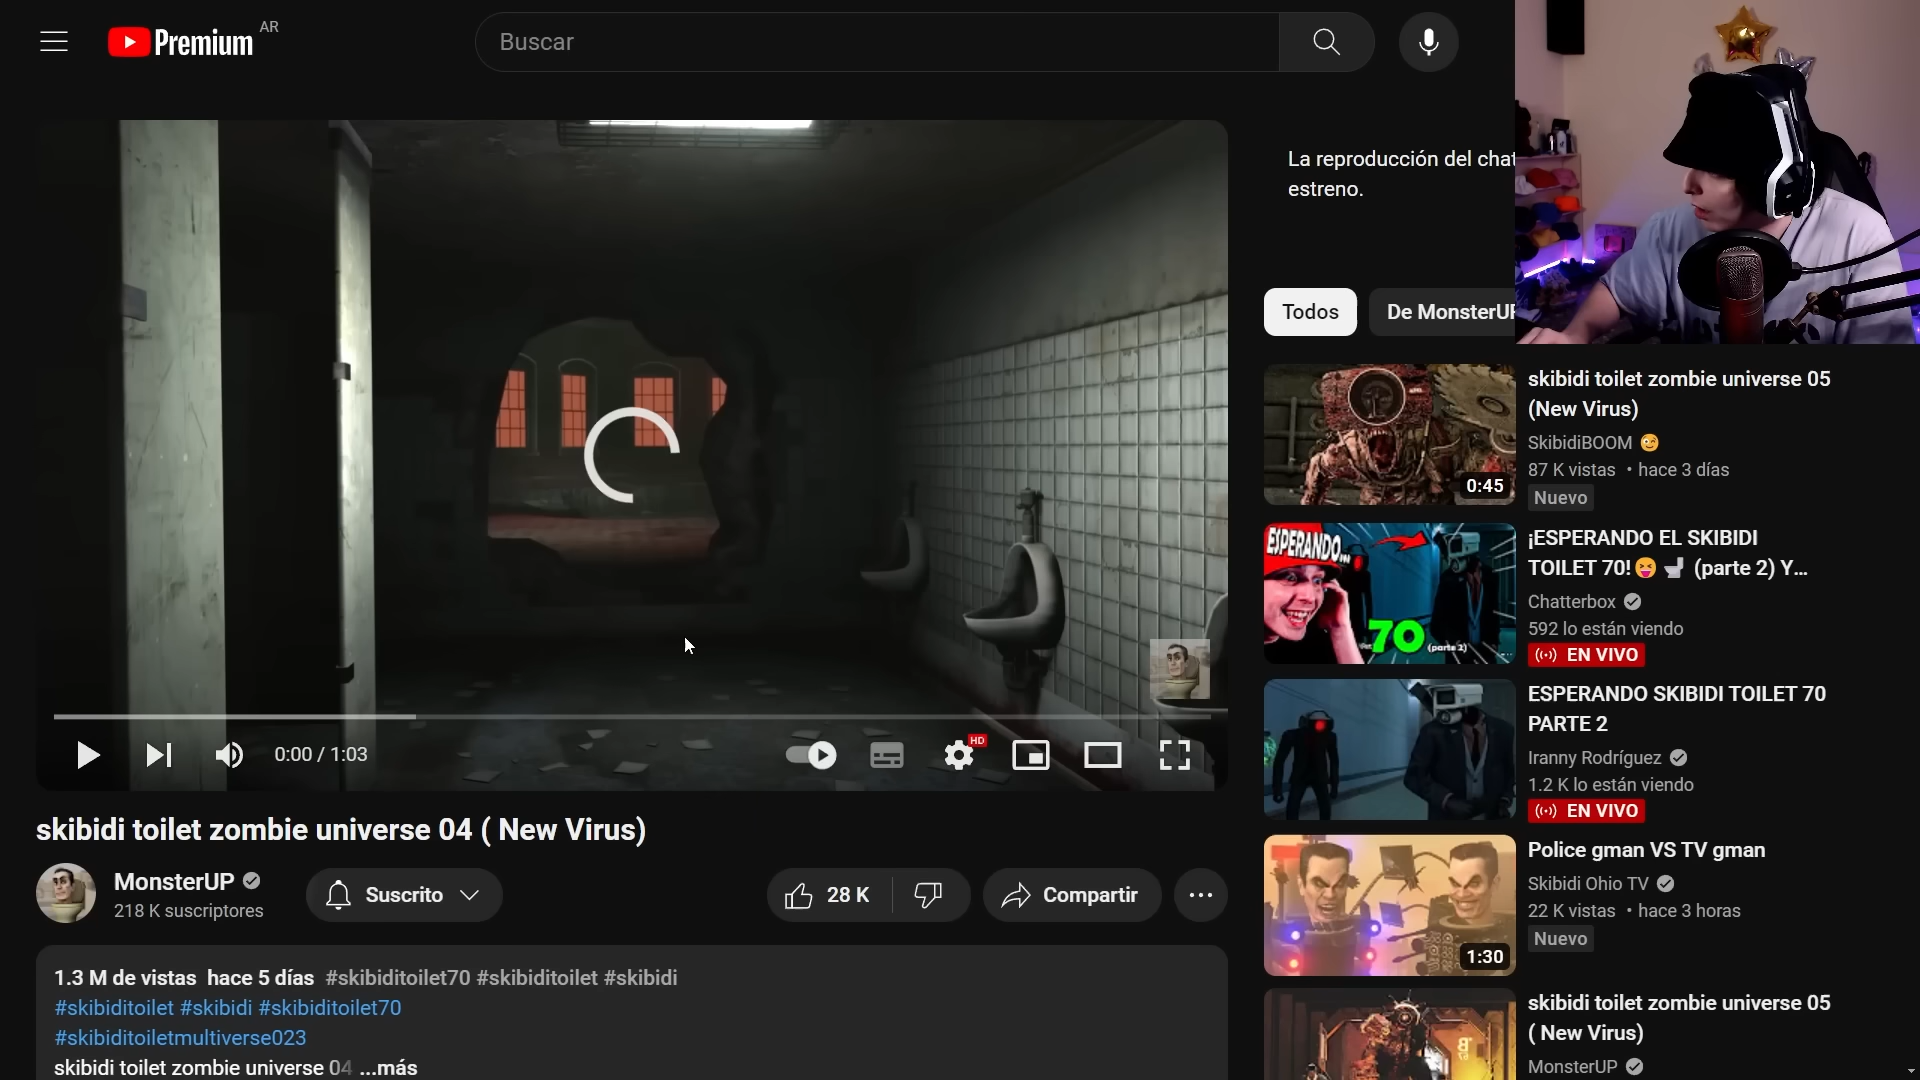 Premium
AR
Buscar
La reproducción del chat
estreno.
Todos
De MonsterUP
0:00 / 1:03
HD
skibidi toilet zombie universe 04 ( New Virus)
MonsterUP
218 K suscriptores
Suscrito
28 K
Compartir
1.3 M de vistas hace 5 días #skibiditoilet70 #skibiditoilet #skibidi
#skibiditoilet #skibidi #skibiditoilet70
#skibiditoiletmultiverse023
skibidi toilet zombie universe 04 ...más
0:45
skibidi toilet zombie universe 05
(New Virus)
SkibidiBOOM 😊
87 K vistas • hace 3 días
Nuevo
ESPERANDO...
70
(parte 2)
¡ESPERANDO EL SKIBIDI
TOILET 70!😝🚽 (parte 2) Y...
Chatterbox
592 lo están viendo
EN VIVO
ESPERANDO SKIBIDI TOILET 70
PARTE 2
Iranny Rodríguez
1.2 K lo están viendo
EN VIVO
1:30
Police gman VS TV gman
Skibidi Ohio TV
22 K vistas • hace 3 horas
Nuevo
skibidi toilet zombie universe 05
( New Virus)
MonsterUP